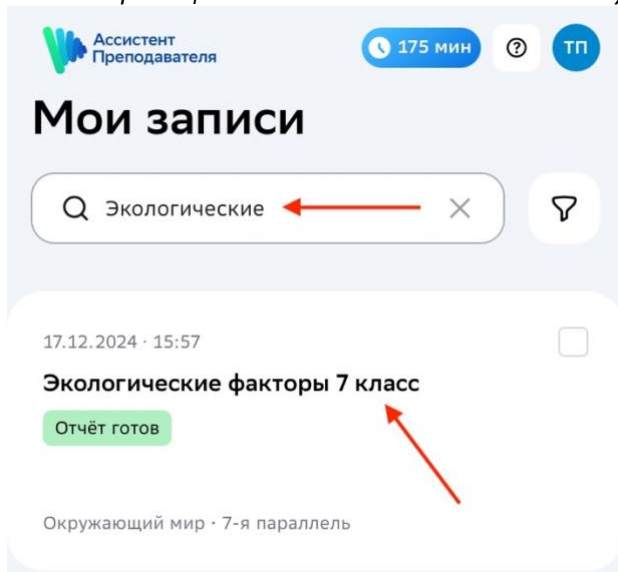 Ассистент
Преподавателя
175 мин
?
ТП
Мои записи
Экологические
17.12.2024 · 15:57
Экологические факторы 7 класс
Отчёт готов
Окружающий мир · 7-я параллель